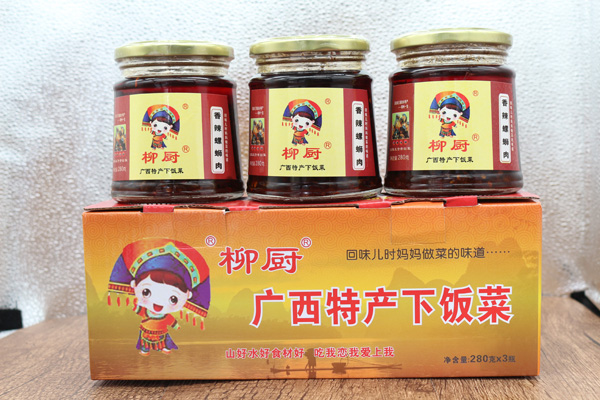 柳厨®
广西特产下饭菜
香辣螺蛳肉
柳厨®
广西特产下饭菜
香辣螺蛳肉
柳厨®
广西特产下饭菜
香辣螺蛳肉
®柳厨®
回味儿时妈妈做菜的味道······
广西特产下饭菜
山好水好食材好 吃我恋我爱上我
净含量:280克×3瓶